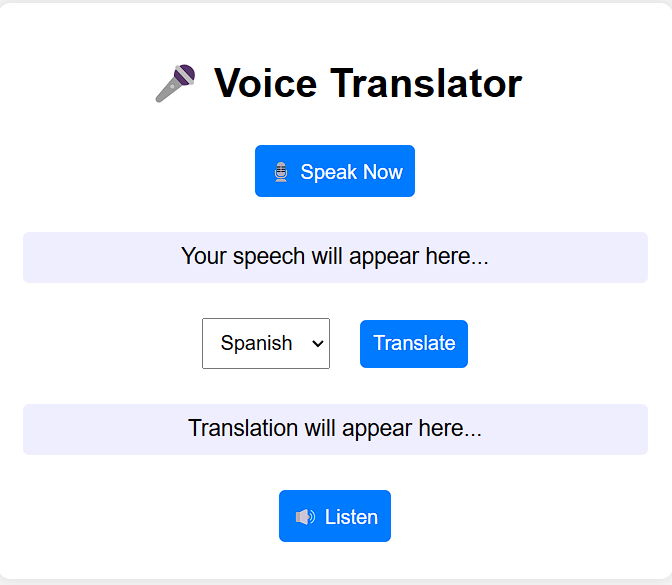 Voice Translator
Speak Now
Your speech will appear here...
Spanish
Translate
Translation will appear here...
Listen